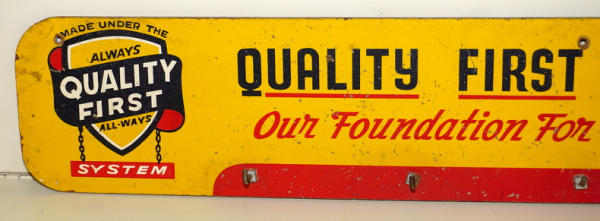 MADE UNDER THE
ALWAYS
QUALITY
FIRST
ALL-WAYS
SYSTEM
QUALITY FIRST
Our Foundation For